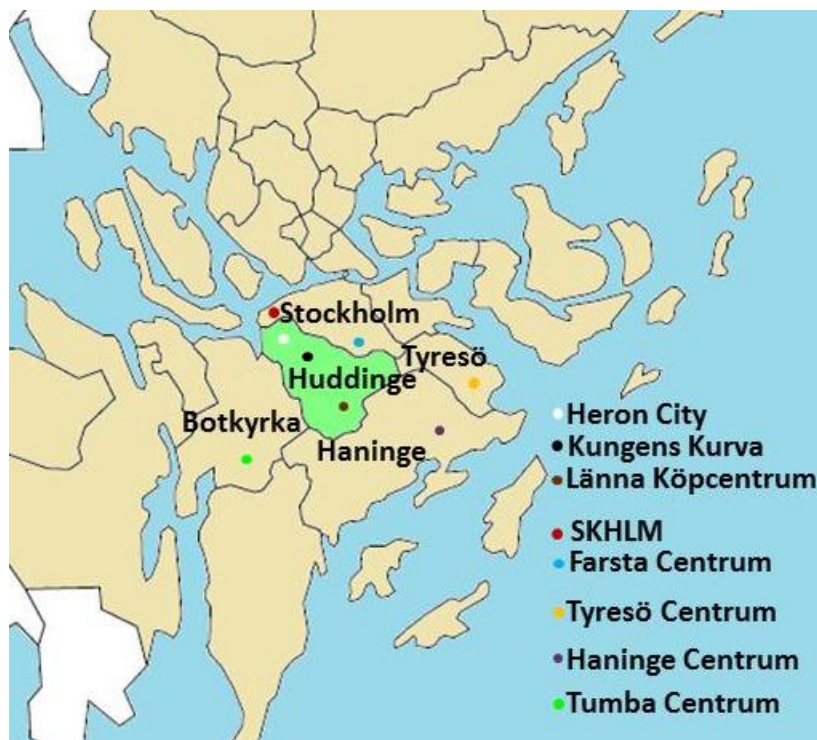 Stockholm
Tyresö
Huddinge
Botkyrka
Haninge
Heron City
Kungens Kurva
Länna Köpcentrum
SKHLM
Farsta Centrum
Tyresö Centrum
Haninge Centrum
Tumba Centrum